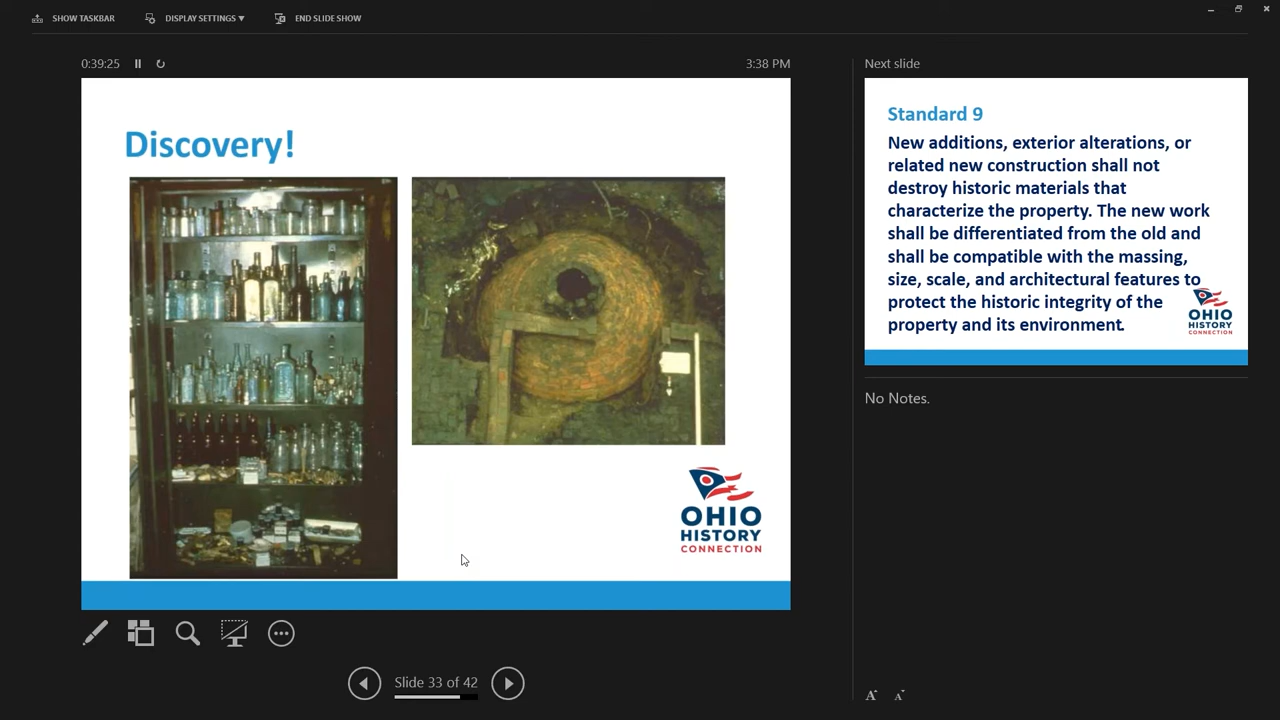 SHOW TASKBAR
DISPLAY SETTINGS ▾
END SLIDE SHOW
0:39:25
3:38 PM
Discovery!
OHIO
HISTORY
CONNECTION
Slide 33 of 42
Next slide
Standard 9
New additions, exterior alterations, or
related new construction shall not
destroy historic materials that
characterize the property. The new work
shall be differentiated from the old and
shall be compatible with the massing,
size, scale, and architectural features to
protect the historic integrity of the
property and its environment.
OHIO
HISTORY
CONNECTION
No Notes.
A A